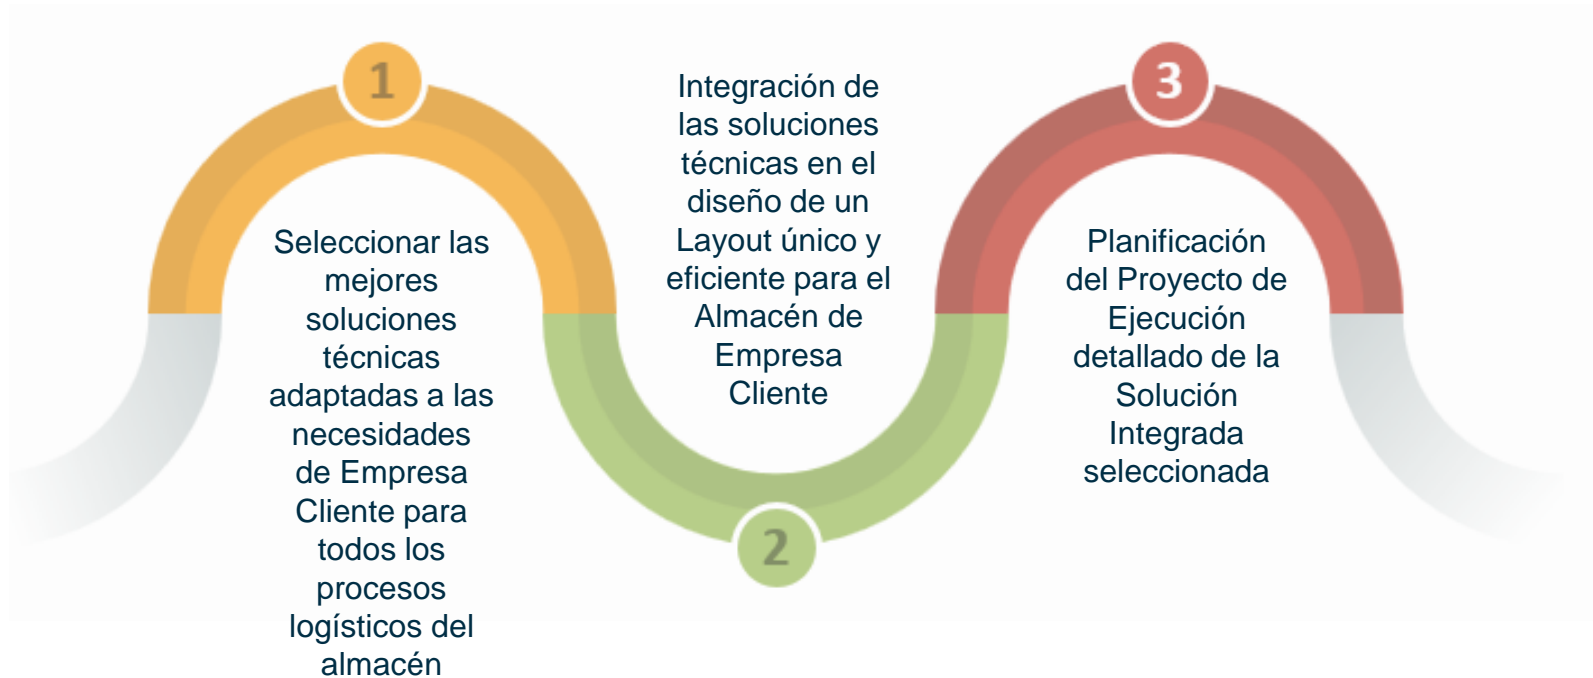 1
Seleccionar las
mejores
soluciones
técnicas
adaptadas a las
necesidades
de Empresa
Cliente para
todos los
procesos
logísticos del
almacén
Integración de
las soluciones
técnicas en el
diseño de un
Layout único y
eficiente para el
Almacén de
Empresa
Cliente
2
3
Planificación
del Proyecto de
Ejecución
detallado de la
Solución
Integrada
seleccionada